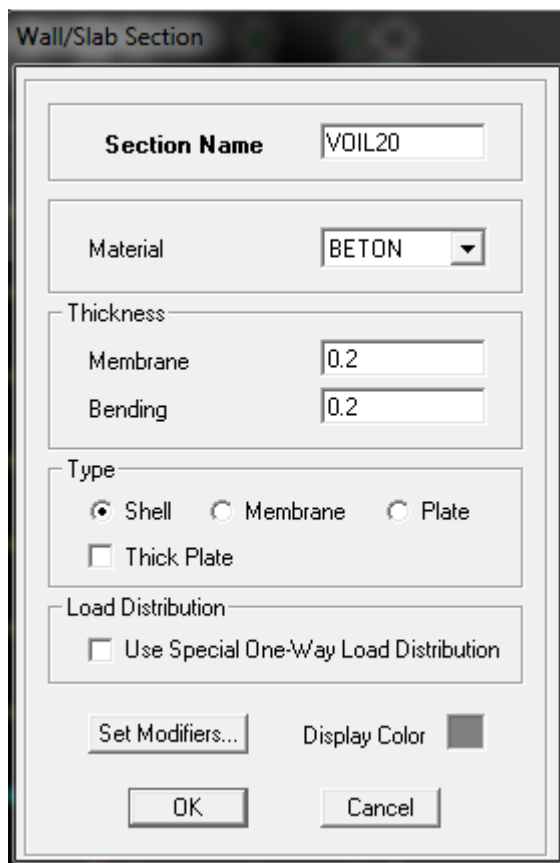 Wall/Slab Section
Section Name VOIL20
Material BETON
Thickness
Membrane 0.2
Bending 0.2
Type
Shell Membrane Plate
Thick Plate
Load Distribution
Use Special One-Way Load Distribution
Set Modifiers... Display Color
OK Cancel